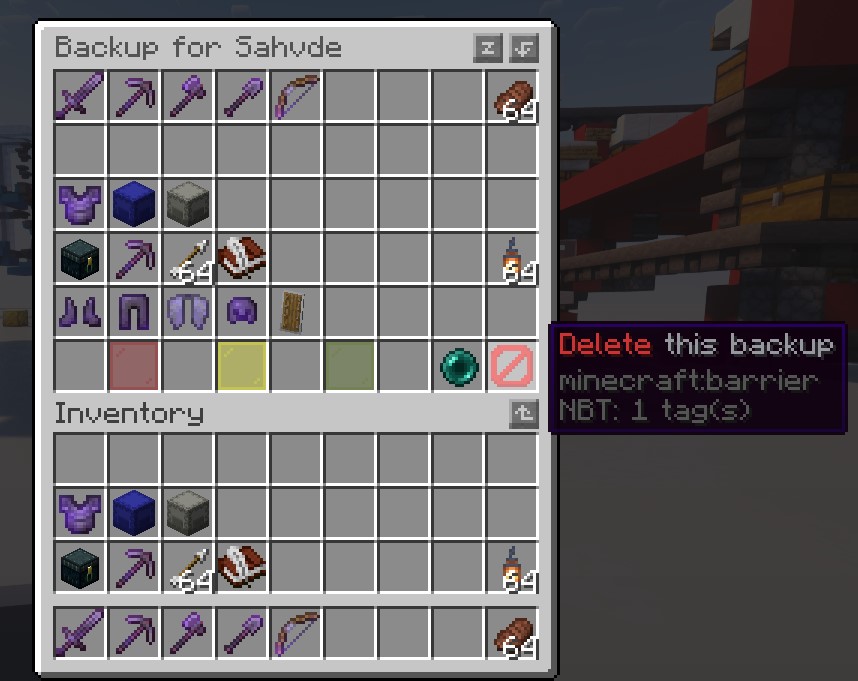 Backup for Sahvde
64
64
64
Delete this backup
minecraft:barrier
NBT: 1 tag(s)
Inventory
64
64
64